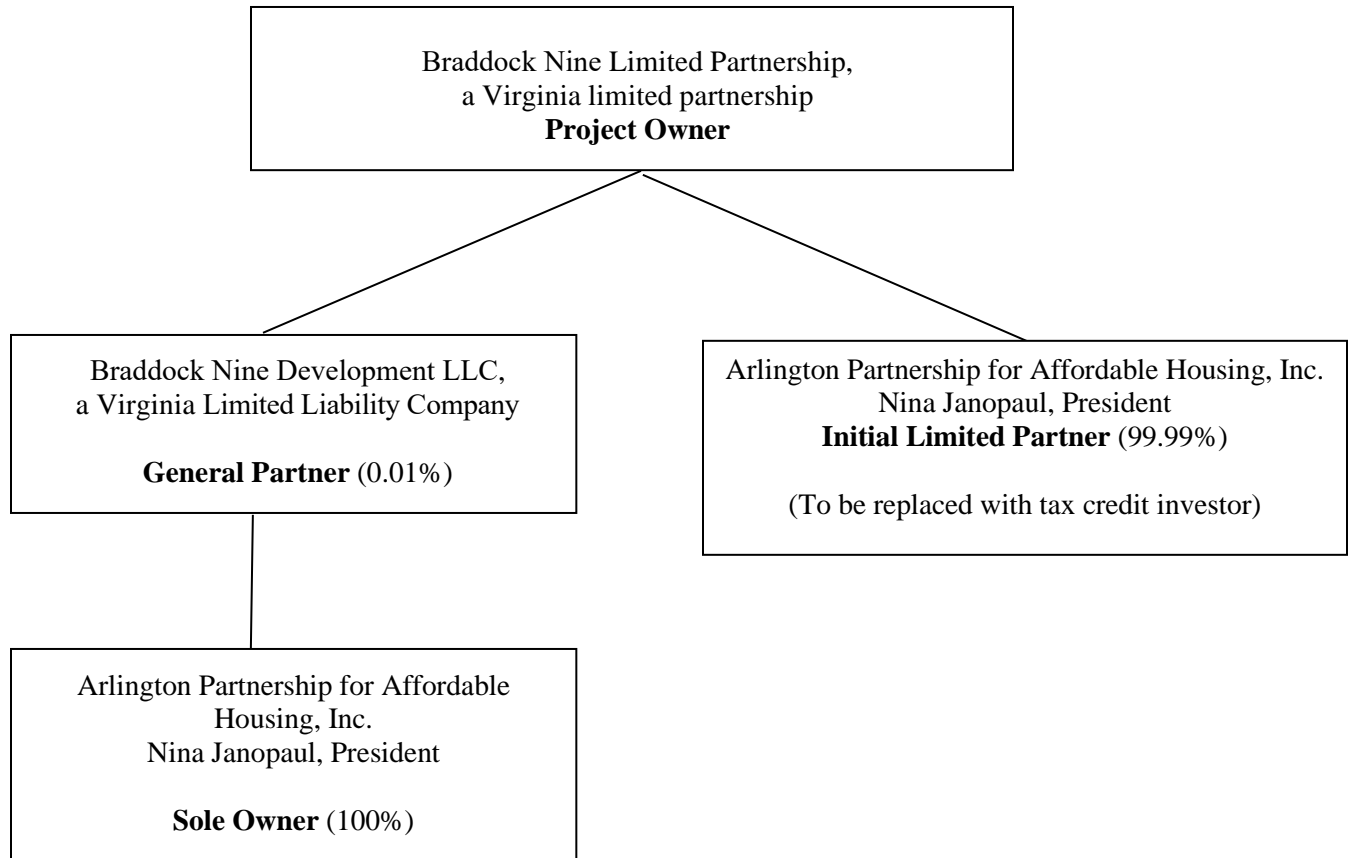 Braddock Nine Limited Partnership,
a Virginia limited partnership
Project Owner
Braddock Nine Development LLC,
a Virginia Limited Liability Company
General Partner (0.01%)
Arlington Partnership for Affordable Housing, Inc.
Nina Janopaul, President
Initial Limited Partner (99.99%)
(To be replaced with tax credit investor)
Arlington Partnership for Affordable
Housing, Inc.
Nina Janopaul, President
Sole Owner (100%)